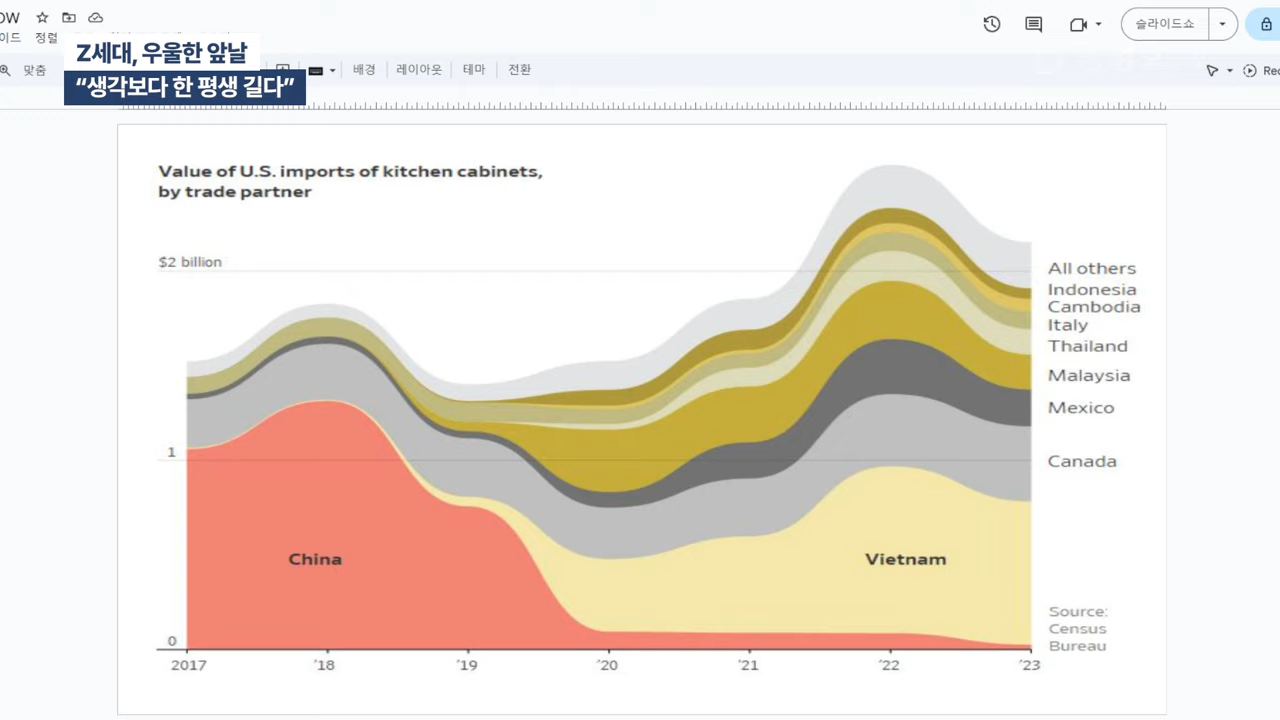 OW
이드 정렬
Z세대, 우울한 앞날
“생각보다 한 평생 길다”
맞춤
배경 레이아웃 테마 전환
슬라이드쇼
Rec
Value of U.S. imports of kitchen cabinets,
by trade partner
$2 billion
1
0
China
Vietnam
All others
Indonesia
Cambodia
Italy
Thailand
Malaysia
Mexico
Canada
Source:
Census
Bureau
2017 ’18 ’19 ’20 ’21 ’22 ’23